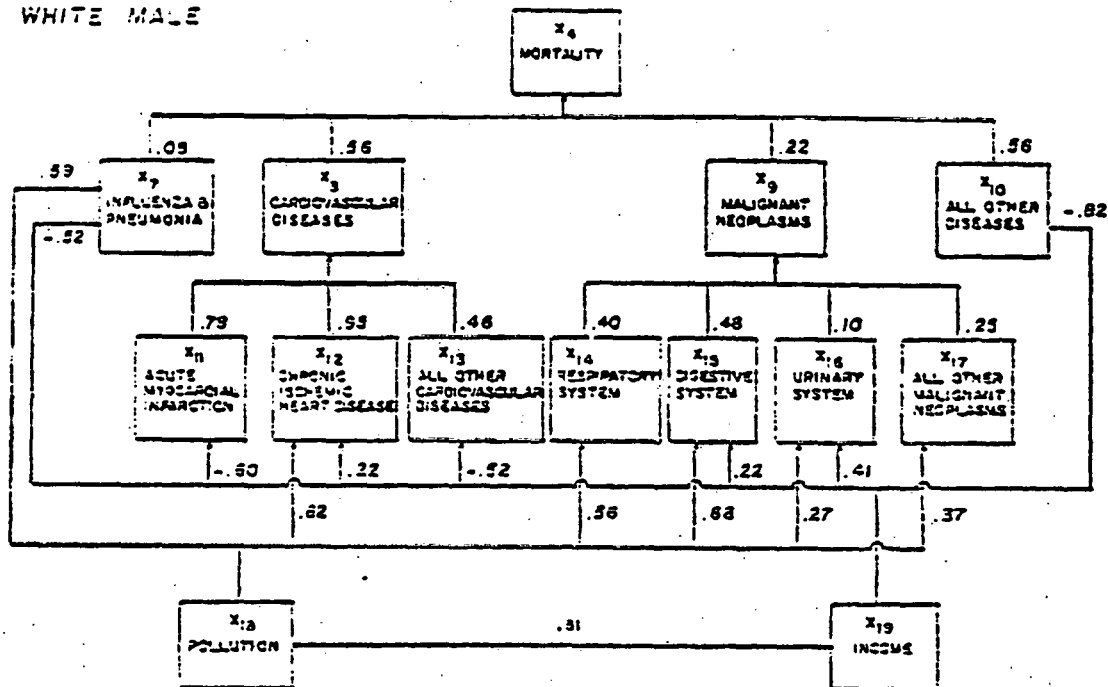 WHITE MALE
X4
MORTALITY
.09 .56 .22 .56
.59
X7
INFLUENZA &
PNEUMONIA
-.52
X3
CARDIOVASCULAR
DISEASES
X9
MALIGNANT
NEOPLASMS
X10
ALL OTHER
DISEASES
-.82
.79 .95 .46 .40 .48 .10 .25
X11
ACUTE
MYOCARDIAL
INFARCTION
X12
CHRONIC
ISCHEMIC
HEART DISEASE
X13
ALL OTHER
CARDIOVASCULAR
DISEASES
X14
RESPIRATORY
SYSTEM
X15
DIGESTIVE
SYSTEM
X16
URINARY
SYSTEM
X17
ALL OTHER
MALIGNANT
NEOPLASMS
-.60 .22 -.52 .22 .41
.62 .56 .68 .27 .37
X18
POLLUTION
.51
X19
INCOME